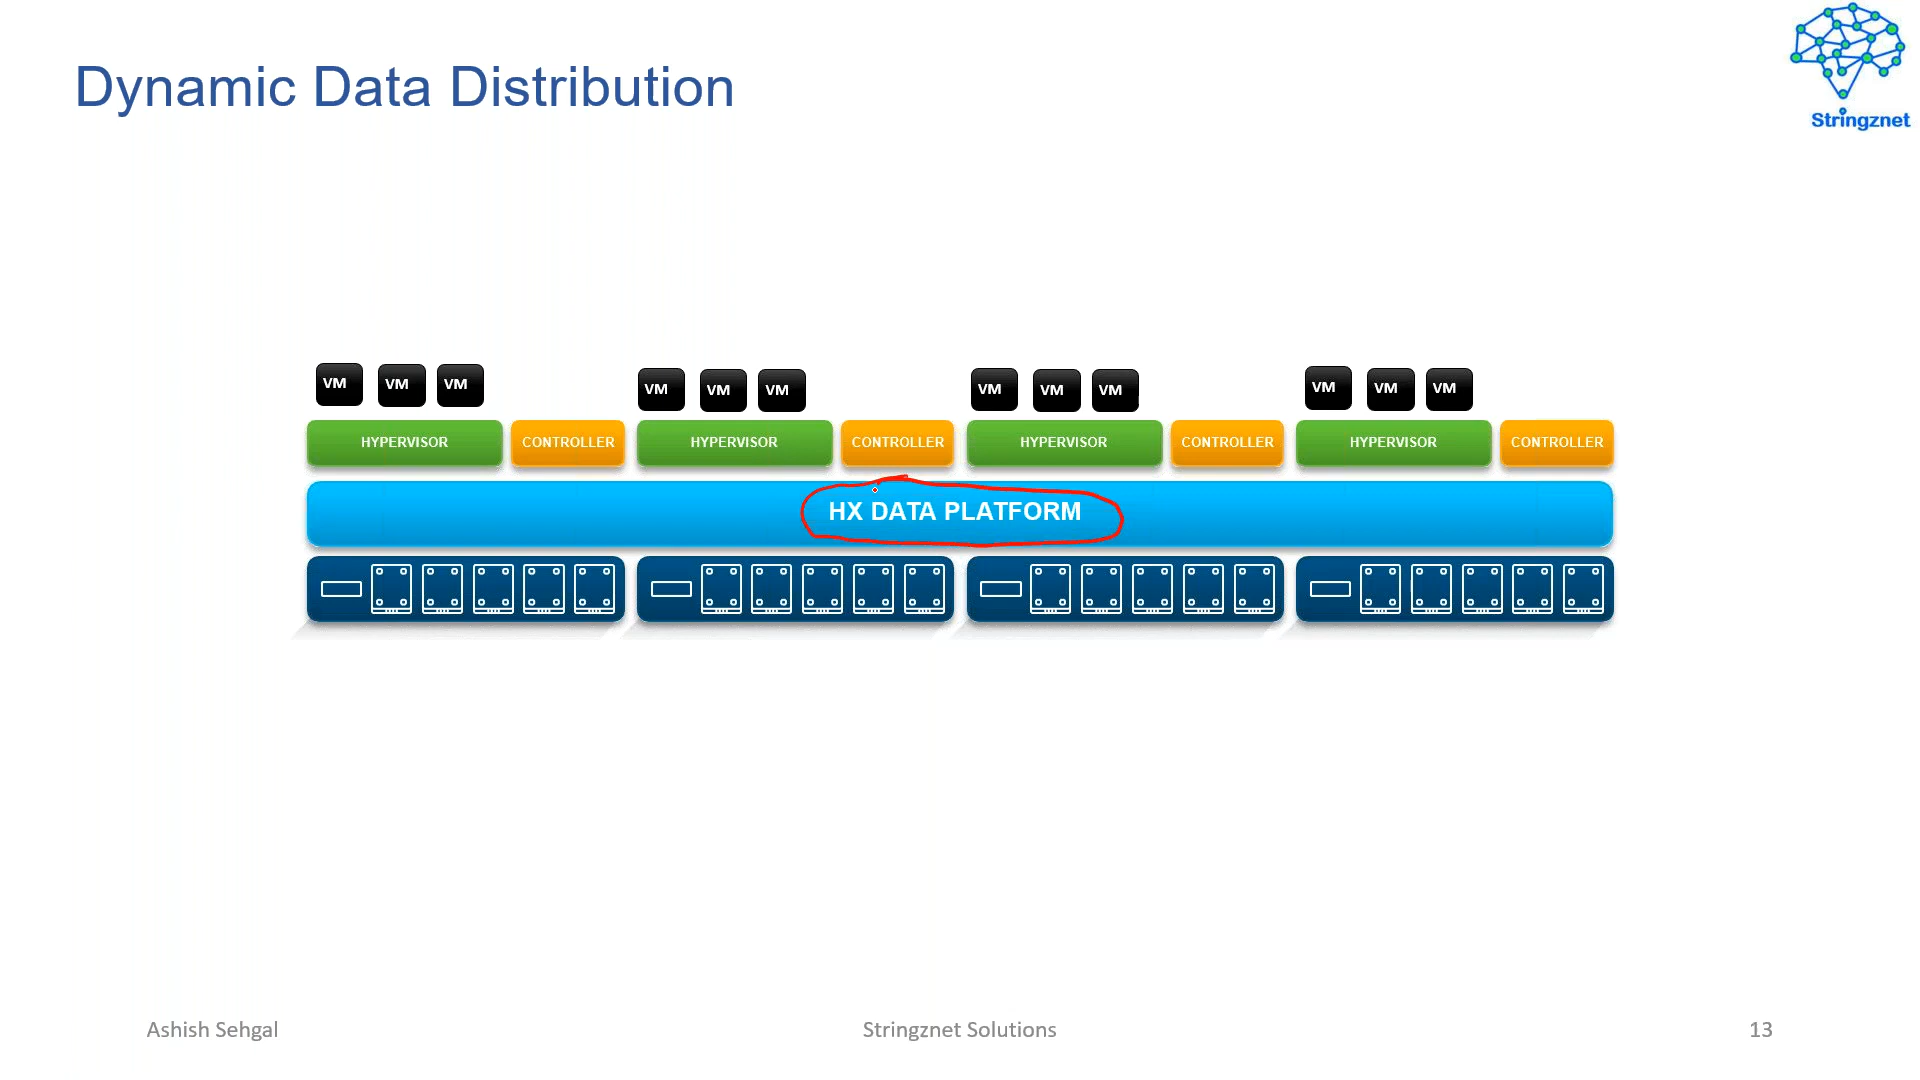 Dynamic Data Distribution
Stringznet
VM VM VM VM VM VM VM VM VM VM VM VM
HYPERVISOR CONTROLLER HYPERVISOR CONTROLLER HYPERVISOR CONTROLLER HYPERVISOR CONTROLLER
HX DATA PLATFORM
Ashish Sehgal Stringznet Solutions 13